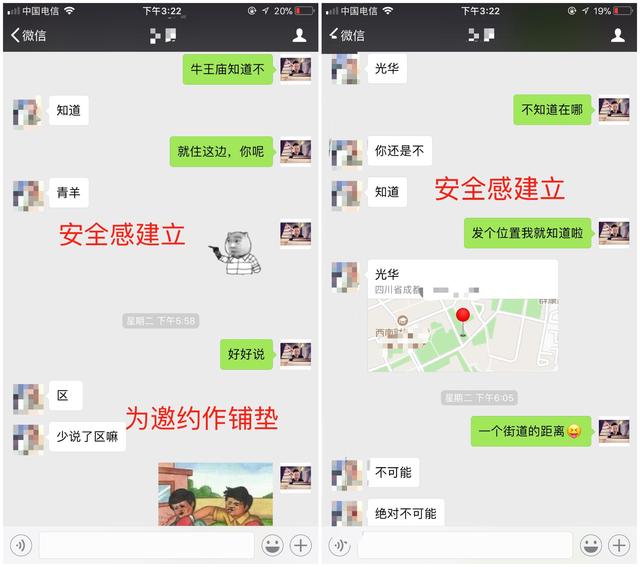 中国电信
下午3:22
20%
微信
牛王庙知道不
知道
就住这边，你呢
青羊
安全感建立
星期二 下午5:58
好好说
区
为邀约作铺垫
少说了区嘛
中国电信
下午3:22
19%
微信
光华
不知道在哪
你还是不
知道
安全感建立
发个位置我就知道啦
光华
四川省成都
西南财
星期二 下午6:05
一个街道的距离😝
不可能
绝对不可能